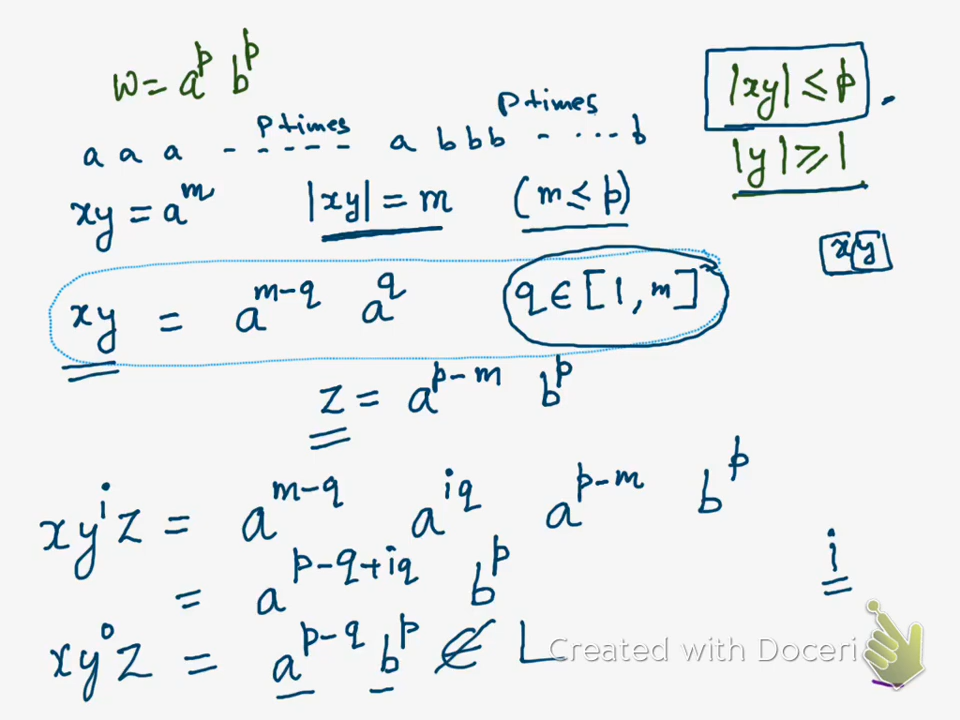 w = a^p b^p
|xy| ≤ p .
p times p times
a a a - - - - - - a b b b - ... b
|y| ≥ 1
xy = a^m |xy| = m (m ≤ p)
x y
xy = a^{m-q} a^q q ∈ [1, m]
z = a^{p-m} b^p
xy^i z = a^{m-q} a^{iq} a^{p-m} b^p
= a^{p-q+iq} b^p
i
xy^0 z = a^{p-q} b^p ∉ L
Created with Doceri